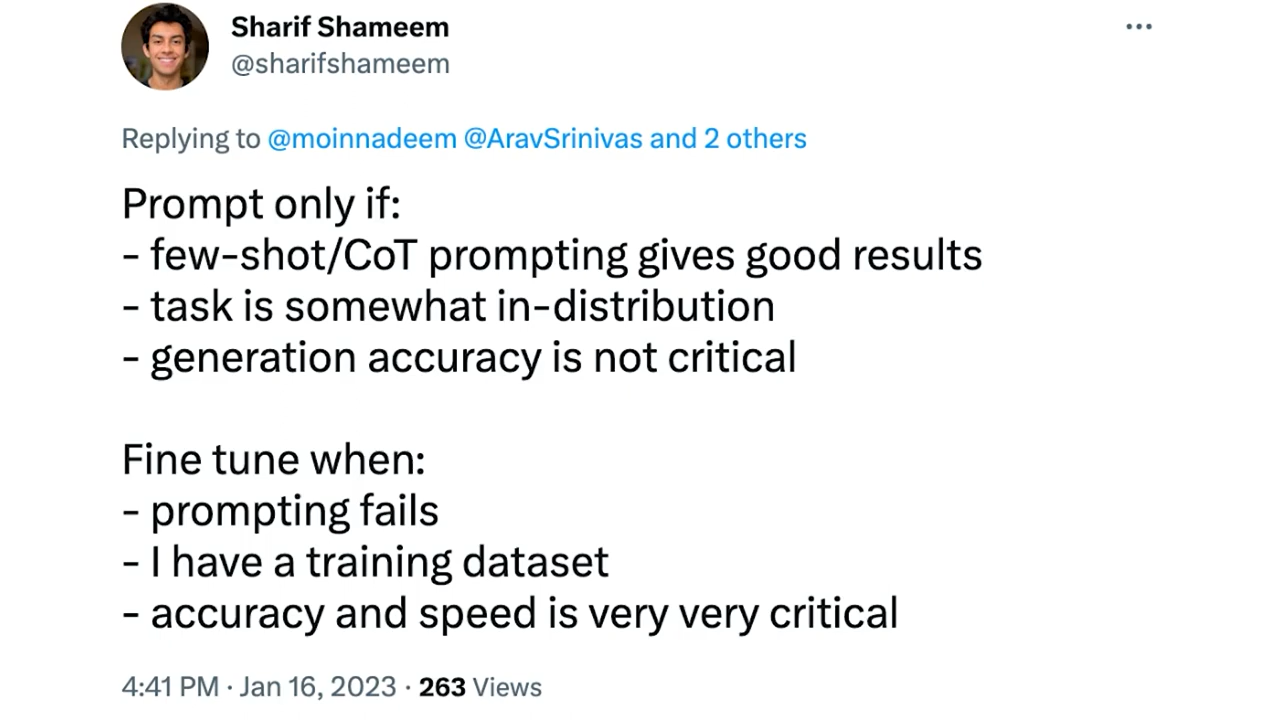 Sharif Shameem
@sharifshameem
Replying to @moinnadeem @AravSrinivas and 2 others
Prompt only if:
- few-shot/CoT prompting gives good results
- task is somewhat in-distribution
- generation accuracy is not critical
Fine tune when:
- prompting fails
- I have a training dataset
- accuracy and speed is very very critical
4:41 PM · Jan 16, 2023 · 263 Views